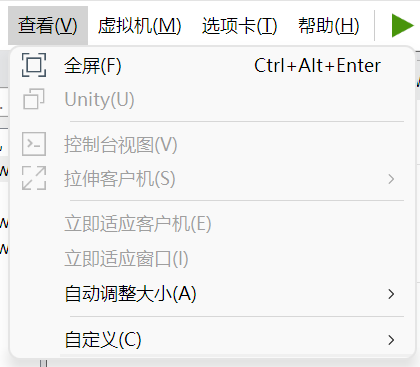 查看(V) 虚拟机(M) 选项卡(T) 帮助(H)
全屏(F) Ctrl+Alt+Enter
Unity(U)
控制台视图(V)
拉伸客户机(S)
立即适应客户机(E)
立即适应窗口(I)
自动调整大小(A)
自定义(C)